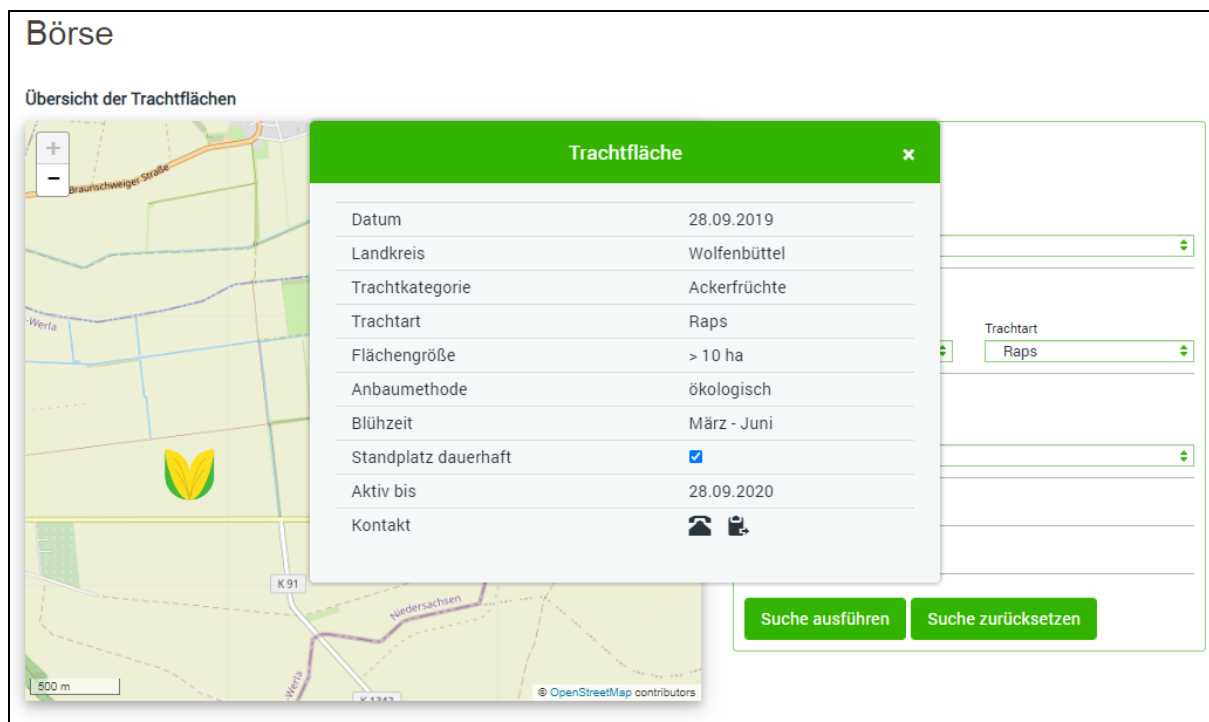 Börse
Übersicht der Trachtflächen
+
−
Braunschweiger Straße
-Werla
K 91
Niedersachsen
-Werla
K 1342
500 m
© OpenStreetMap contributors
Trachtfläche ×
Datum 28.09.2019
Landkreis Wolfenbüttel
Trachtkategorie Ackerfrüchte
Trachtart Raps
Flächengröße > 10 ha
Anbaumethode ökologisch
Blühzeit März - Juni
Standplatz dauerhaft
Aktiv bis 28.09.2020
Kontakt
Trachtart
Raps
Suche ausführen Suche zurücksetzen